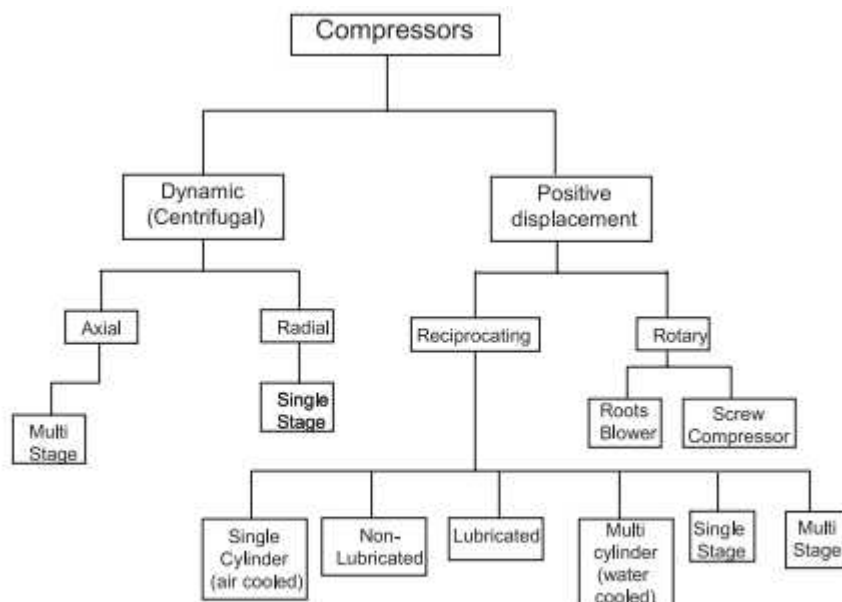 Compressors
Dynamic
(Centrifugal)
Positive
displacement
Axial
Radial
Reciprocating
Rotary
Multi
Stage
Single
Stage
Roots
Blower
Screw
Compressor
Single
Cylinder
(air cooled)
Non-
Lubricated
Lubricated
Multi
cylinder
(water
cooled)
Single
Stage
Multi
Stage